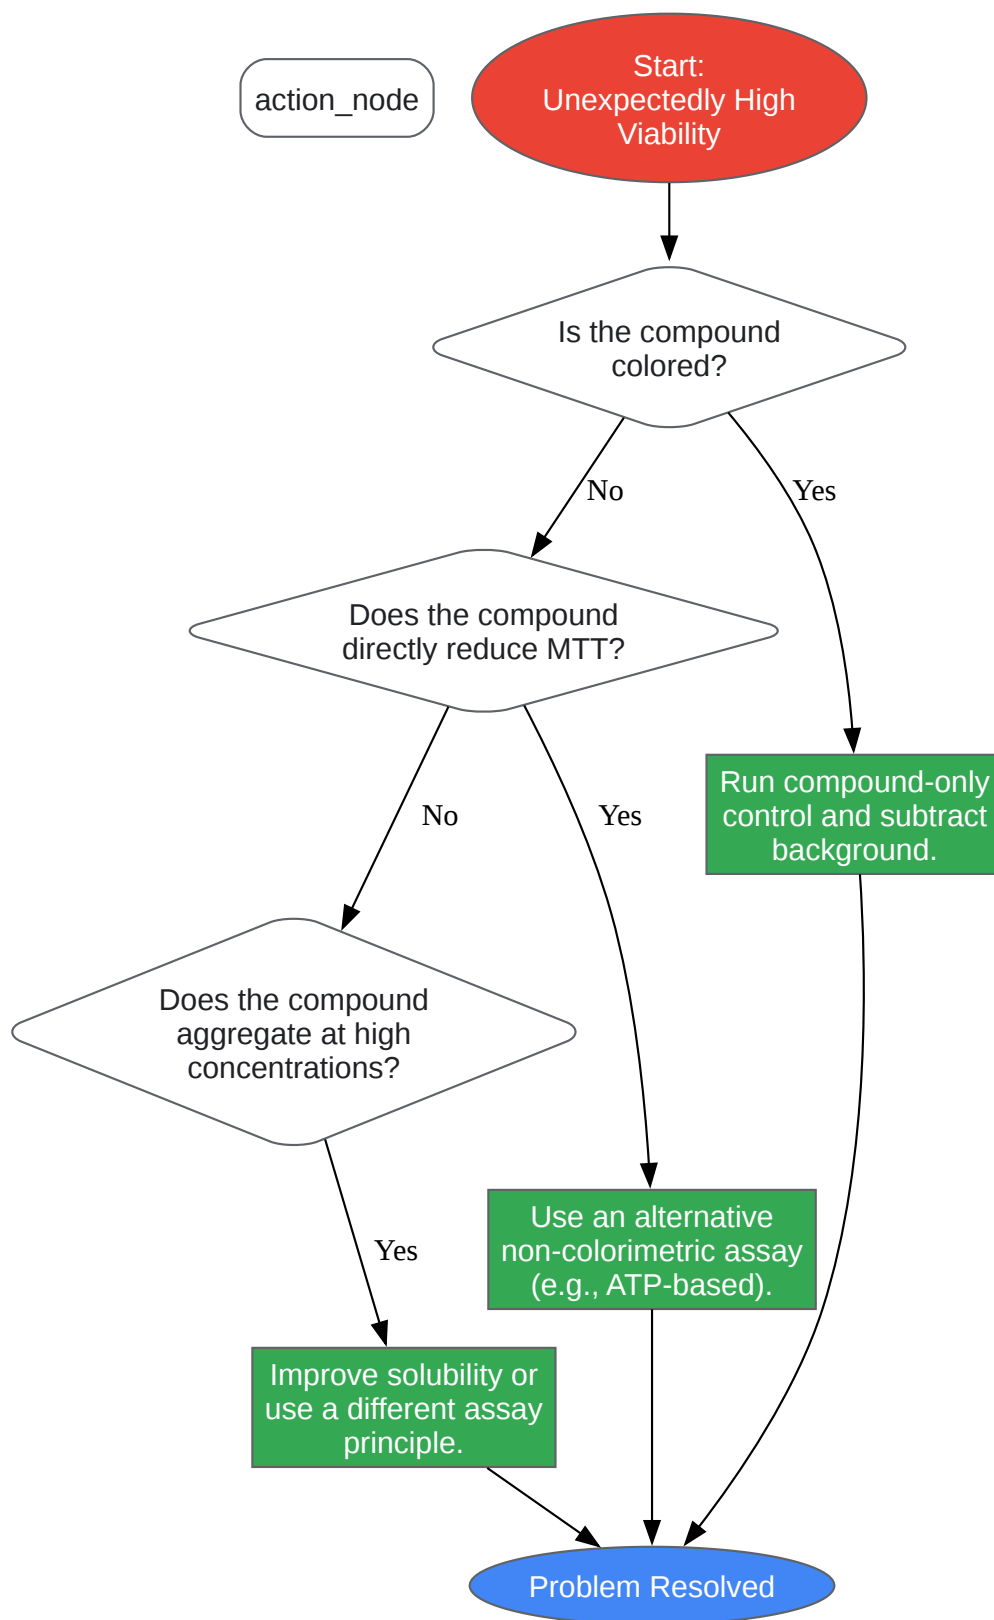 action_node
Start:
Unexpectedly High
Viability
Is the compound
colored?
No
Yes
Does the compound
directly reduce MTT?
No
Yes
Run compound-only
control and subtract
background.
Does the compound
aggregate at high
concentrations?
Yes
Use an alternative
non-colorimetric assay
(e.g., ATP-based).
Improve solubility or
use a different assay
principle.
Problem Resolved